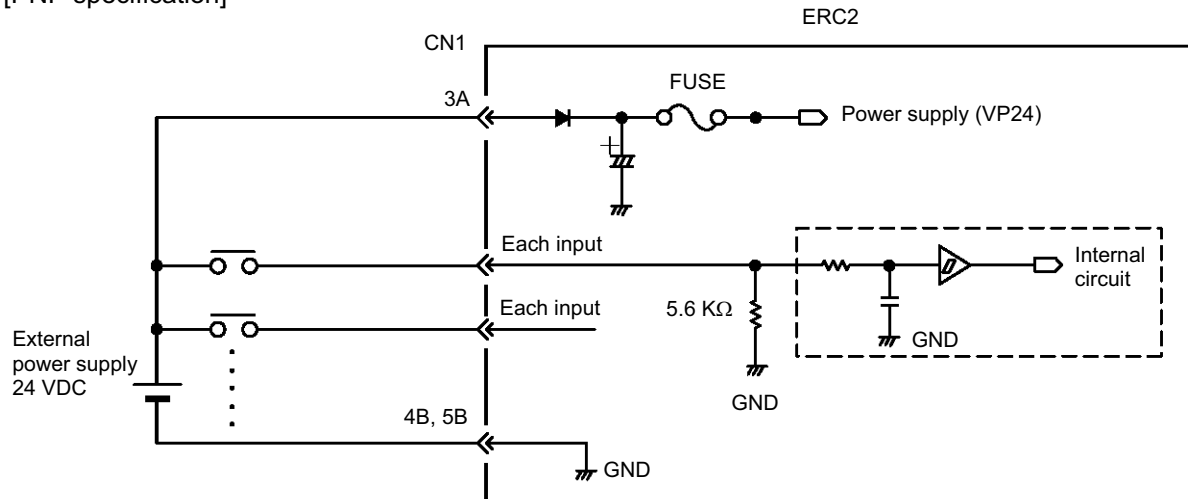 [PNP specification]
ERC2
CN1
3A
FUSE
Power supply (VP24)
Each input
Internal
circuit
Each input
5.6 KΩ
GND
External
power supply
24 VDC
GND
4B, 5B
GND